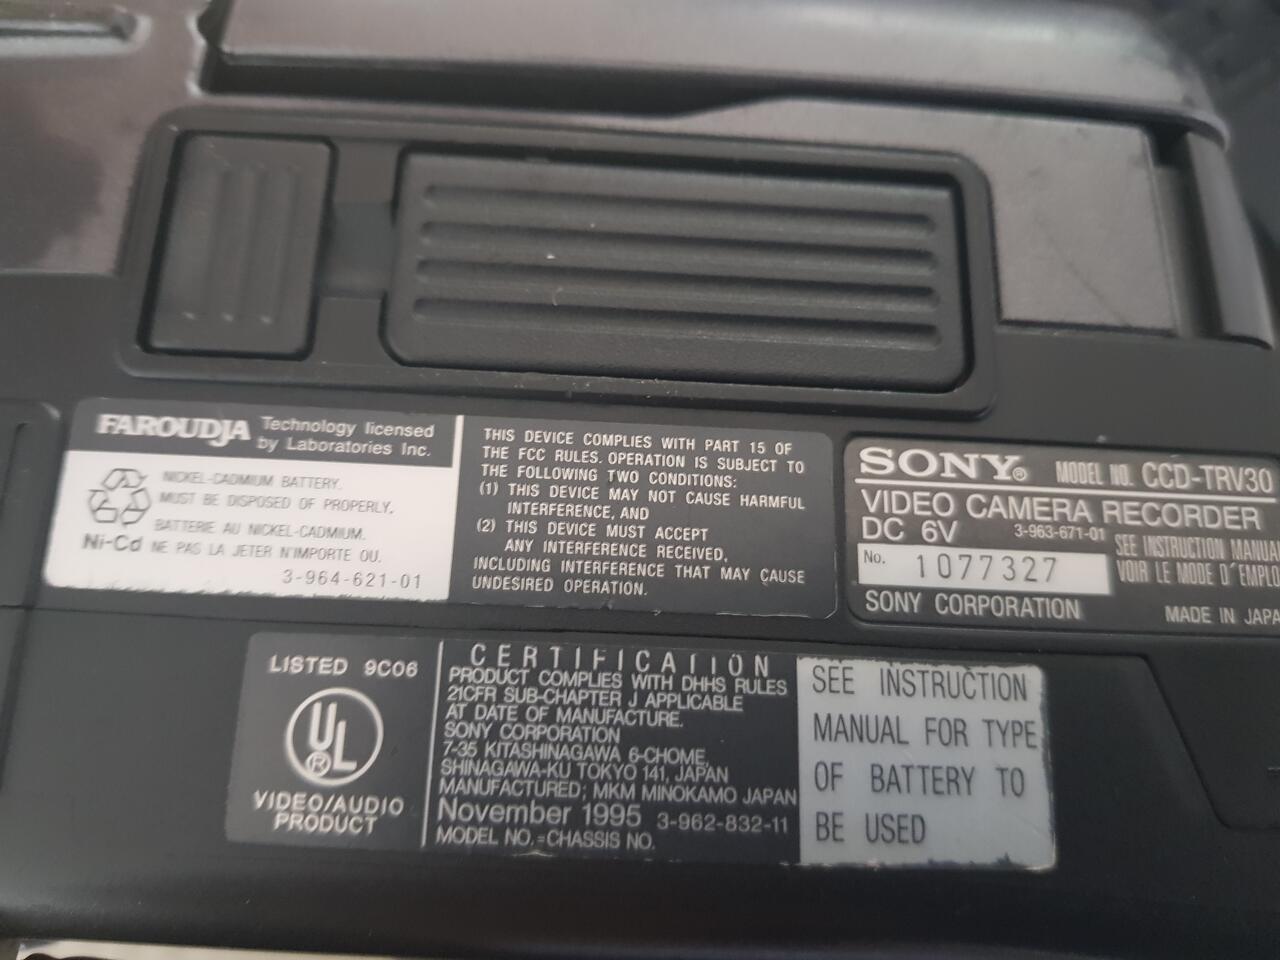 FAROUDJA Technology licensed
by Laboratories Inc.
NICKEL-CADMIUM BATTERY.
MUST BE DISPOSED OF PROPERLY.
BATTERIE AU NICKEL-CADMIUM.
Ni-Cd NE PAS LA JETER N'IMPORTE OU.
3-964-621-01
THIS DEVICE COMPLIES WITH PART 15 OF
THE FCC RULES. OPERATION IS SUBJECT TO
THE FOLLOWING TWO CONDITIONS:
(1) THIS DEVICE MAY NOT CAUSE HARMFUL
INTERFERENCE, AND
(2) THIS DEVICE MUST ACCEPT
ANY INTERFERENCE RECEIVED,
INCLUDING INTERFERENCE THAT MAY CAUSE
UNDESIRED OPERATION.
SONY® MODEL NO. CCD-TRV30
VIDEO CAMERA RECORDER
DC 6V 3-963-671-01
SEE INSTRUCTION MANUA
VOIR LE MODE D'EMPLO
No. 1077327
SONY CORPORATION MADE IN JAPA
LISTED 9C06
UL®
VIDEO/AUDIO
PRODUCT
CERTIFICATION
PRODUCT COMPLIES WITH DHHS RULES
21CFR SUB-CHAPTER J APPLICABLE
AT DATE OF MANUFACTURE.
SONY CORPORATION
7-35 KITASHINAGAWA 6-CHOME,
SHINAGAWA-KU TOKYO 141, JAPAN
MANUFACTURED; MKM MINOKAMO JAPAN
November 1995 3-962-832-11
MODEL NO.=CHASSIS NO.
SEE INSTRUCTION
MANUAL FOR TYPE
OF BATTERY TO
BE USED